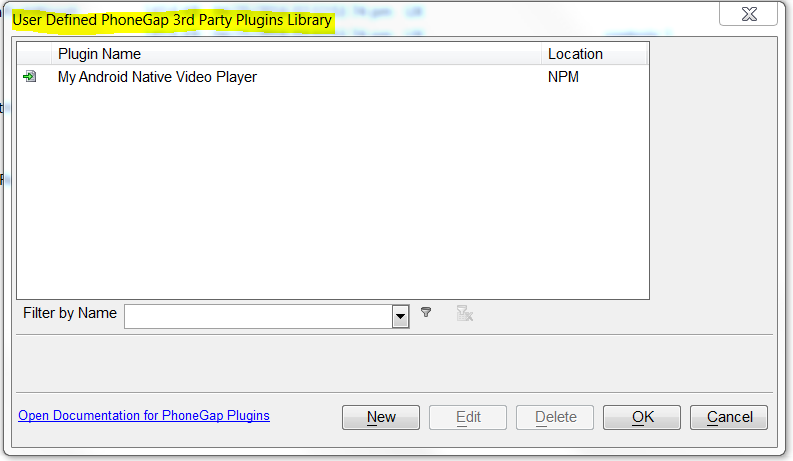 User Defined PhoneGap 3rd Party Plugins Library
Plugin Name Location
My Android Native Video Player NPM
Filter by Name
Open Documentation for PhoneGap Plugins New Edit Delete OK Cancel